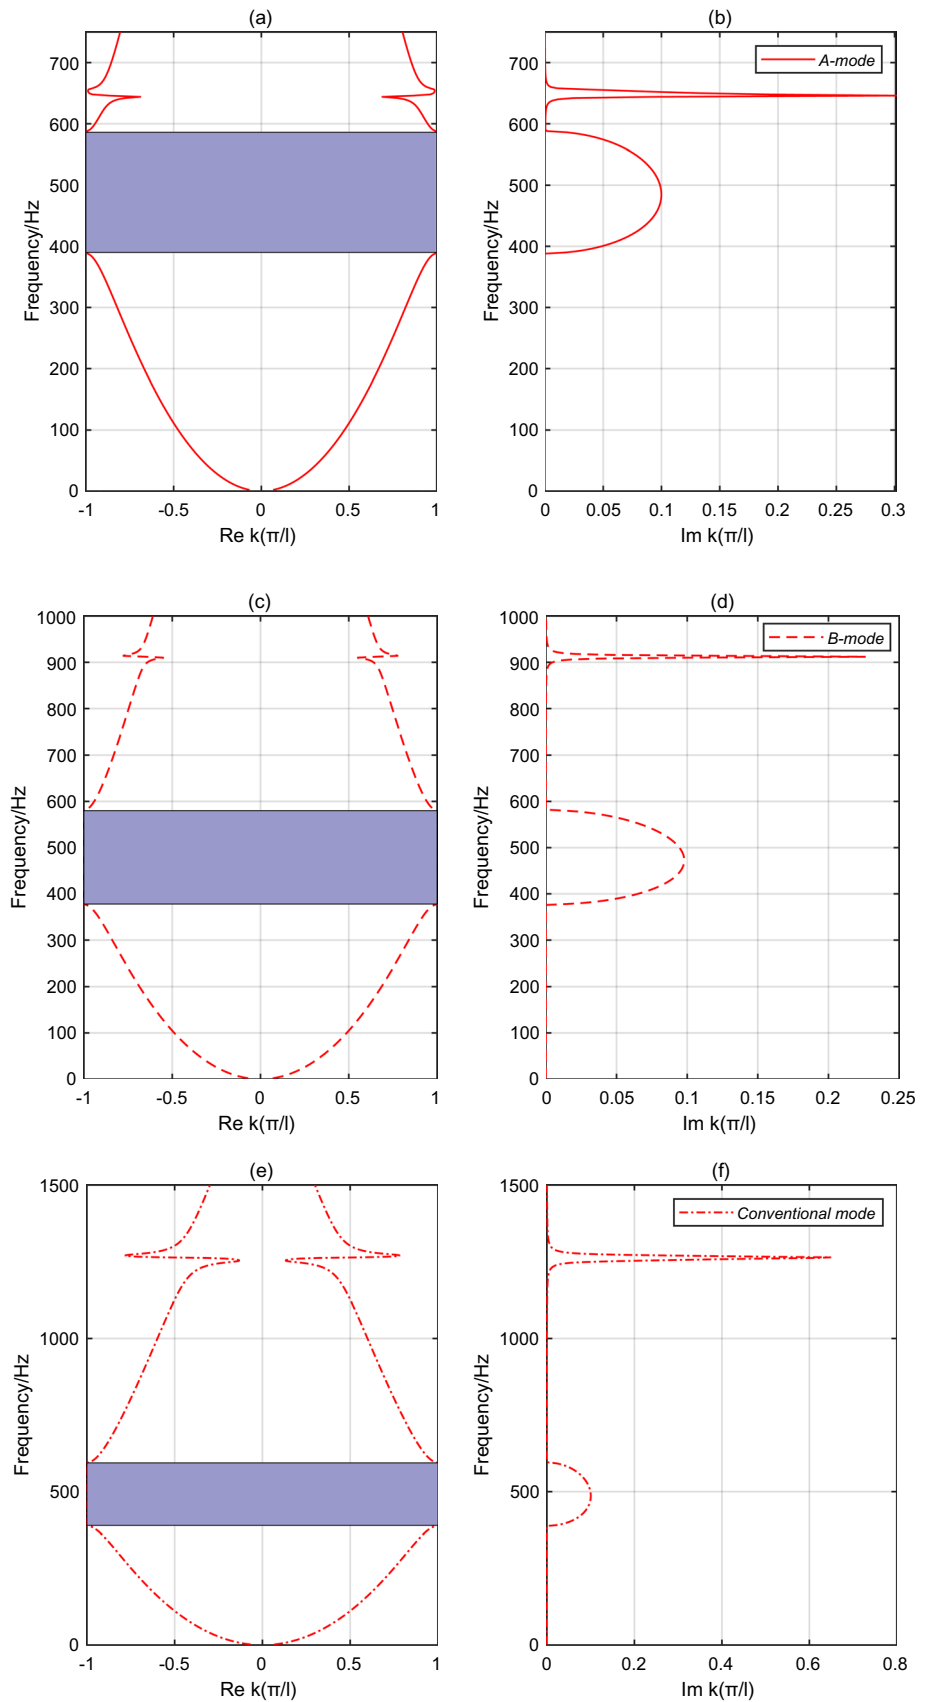 (a)
700
600
500
400
300
200
100
0
-1 -0.5 0 0.5 1
Frequency/Hz
Re k(π/l)
(b)
A-mode
700
600
500
400
300
200
100
0
0 0.05 0.1 0.15 0.2 0.25 0.3
Frequency/Hz
Im k(π/l)
(c)
1000
900
800
700
600
500
400
300
200
100
0
-1 -0.5 0 0.5 1
Frequency/Hz
Re k(π/l)
(d)
B-mode
1000
900
800
700
600
500
400
300
200
100
0
0 0.05 0.1 0.15 0.2 0.25
Frequency/Hz
Im k(π/l)
(e)
1500
1000
500
0
-1 -0.5 0 0.5 1
Frequency/Hz
Re k(π/l)
(f)
Conventional mode
1500
1000
500
0
0 0.2 0.4 0.6 0.8
Frequency/Hz
Im k(π/l)